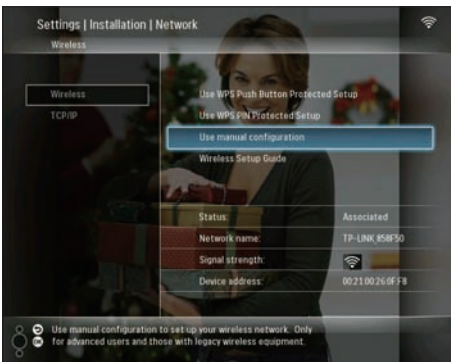 Settings | Installation | Network
Wireless
Wireless
TCP/IP
Use WPS Push Button Protected Setup
Use WPS PIN Protected Setup
Use manual configuration
Wireless Setup Guide
Status: Associated
Network name: TP-LINK_858F50
Signal strength:
Device address: 00:21:00:26:0F:F8
Use manual configuration to set up your wireless network. Only
OK for advanced users and those with legacy wireless equipment.